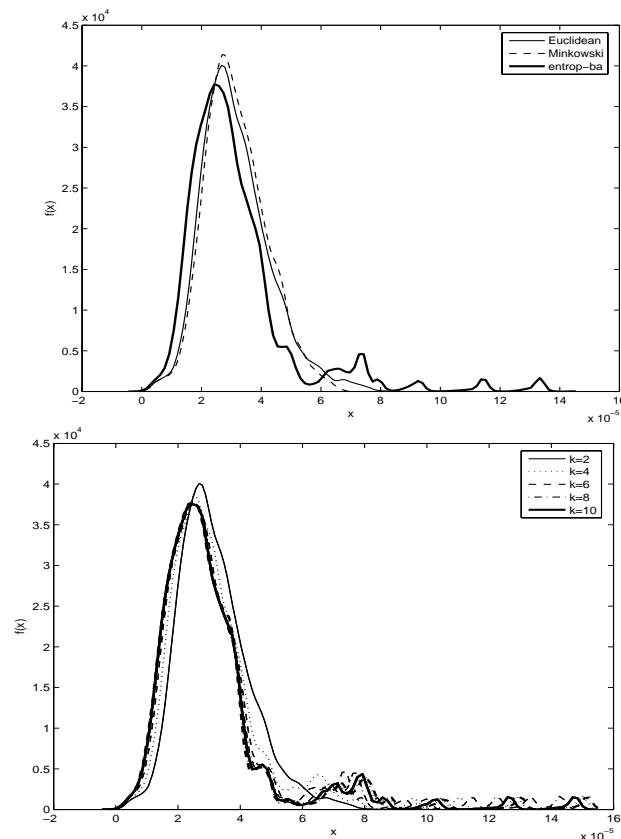 x 10^4
4.5
4
3.5
3
2.5
2
1.5
1
0.5
0
f(x)
Euclidean
Minkowski
entrop−ba
−2 0 2 4 6 8 10 12 14 16
x
x 10^-5
x 10^4
4.5
4
3.5
3
2.5
2
1.5
1
0.5
0
f(x)
k=2
k=4
k=6
k=8
k=10
−2 0 2 4 6 8 10 12 14 16
x
x 10^-5